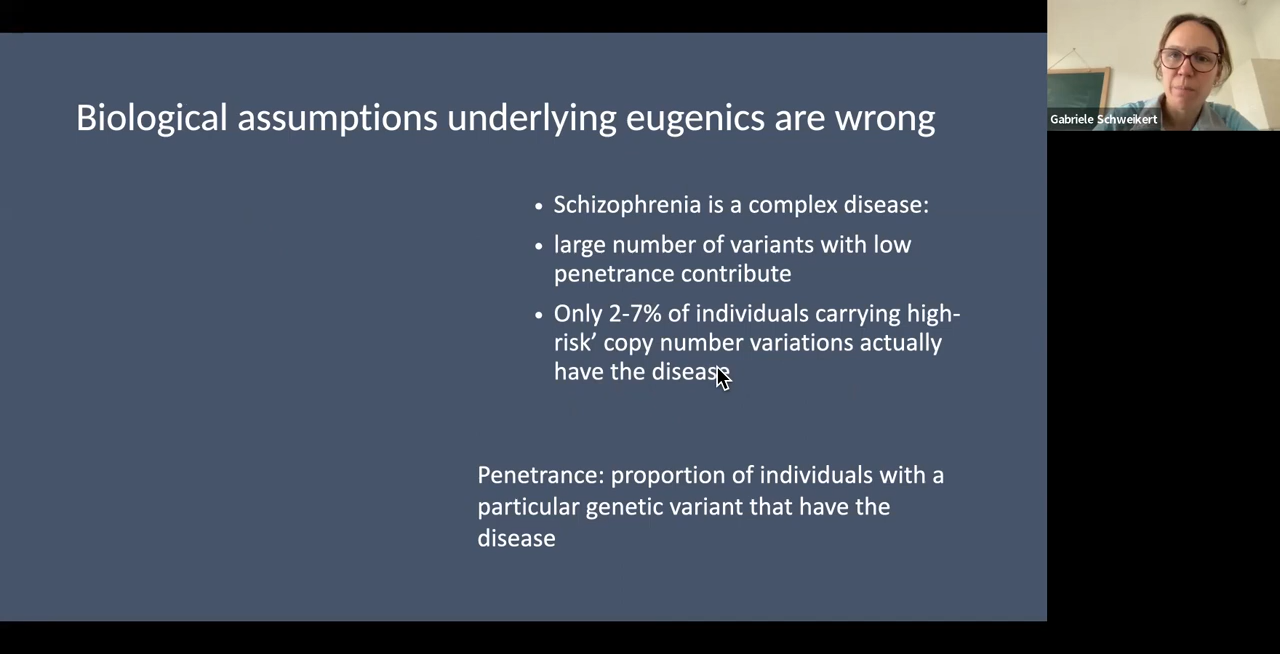 Biological assumptions underlying eugenics are wrong
• Schizophrenia is a complex disease:
• large number of variants with low
penetrance contribute
• Only 2-7% of individuals carrying high-
risk’ copy number variations actually
have the disease
Penetrance: proportion of individuals with a
particular genetic variant that have the
disease
Gabriele Schweikert